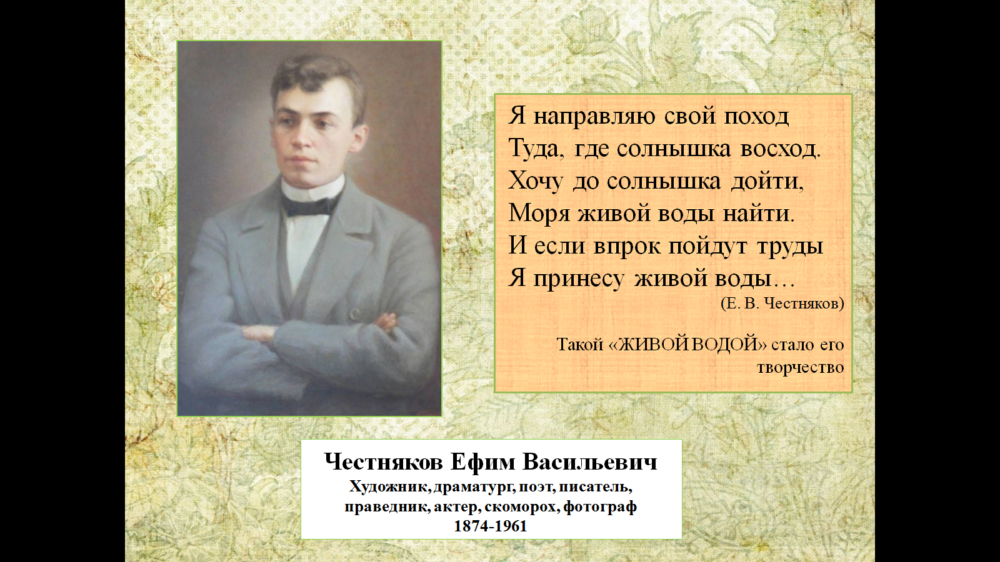 Я направляю свой поход
Туда, где солнышка восход.
Хочу до солнышка дойти,
Моря живой воды найти.
И если впрок пойдут труды
Я принесу живой воды…
(Е. В. Честняков)
Такой «ЖИВОЙ ВОДОЙ» стало его
творчество
Честняков Ефим Васильевич
Художник, драматург, поэт, писатель,
праведник, актер, скоморох, фотограф
1874-1961